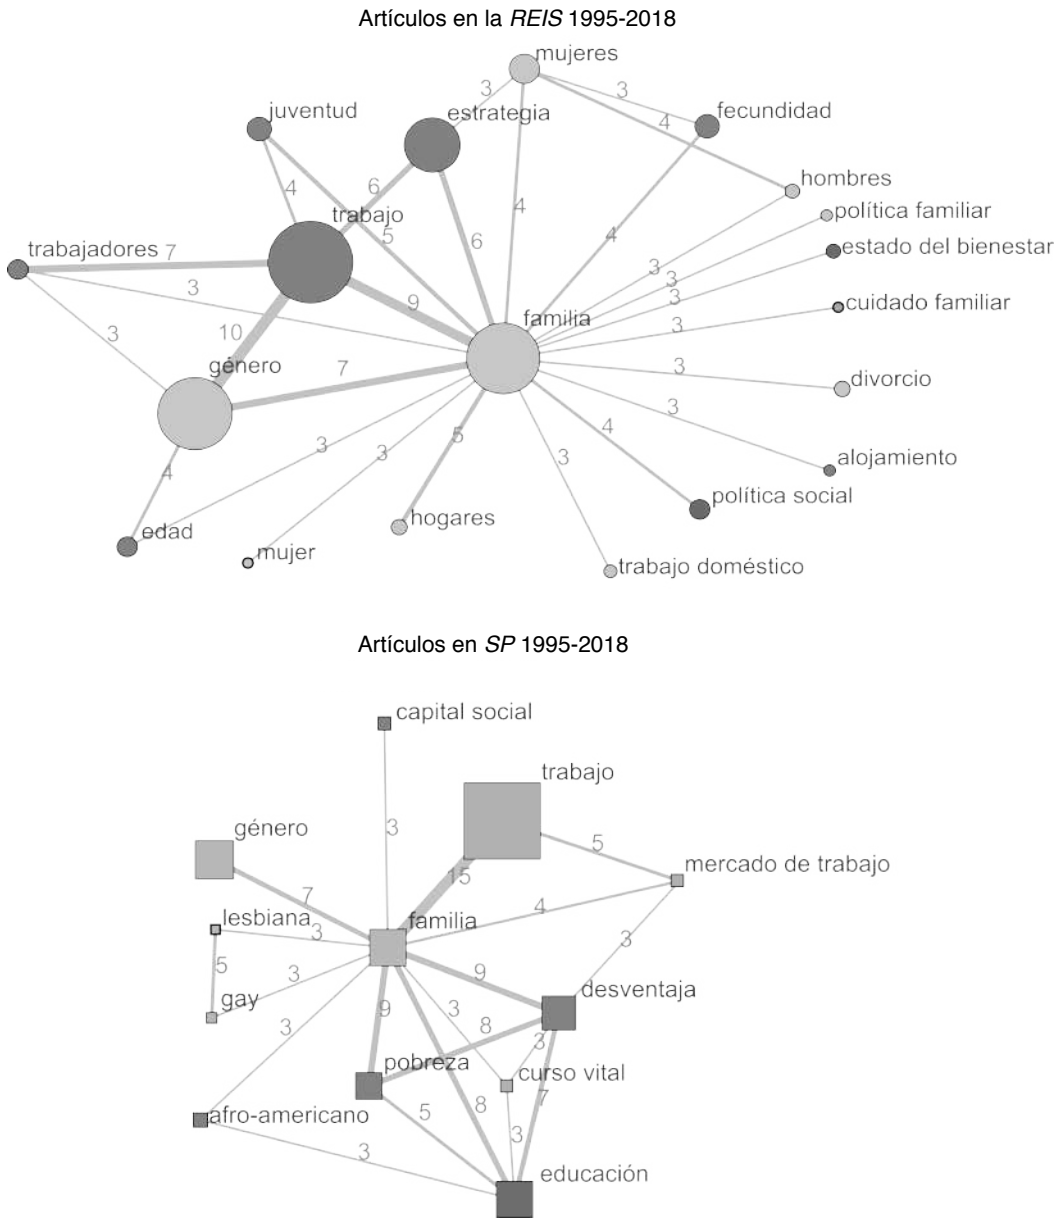 Artículos en la REIS 1995-2018
mujeres
3
3
juventud
estrategia
fecundidad
4
4
6
hombres
trabajo
4
política familiar
5
4
trabajadores
7
6
estado del bienestar
3
3
3
9
3
cuidado familiar
familia
3
3
10
género
7
3
divorcio
3
4
5
3
3
3
alojamiento
4
política social
hogares
edad
mujer
trabajo doméstico
Artículos en SP 1995-2018
capital social
trabajo
3
género
5
mercado de trabajo
15
7
4
lesbiana
familia
3
3
5
3
9
desventaja
gay
9
3
8
3
3
pobreza
curso vital
7
8
5
afro-americano
3
3
educación